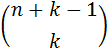 (n + k − 1
k)